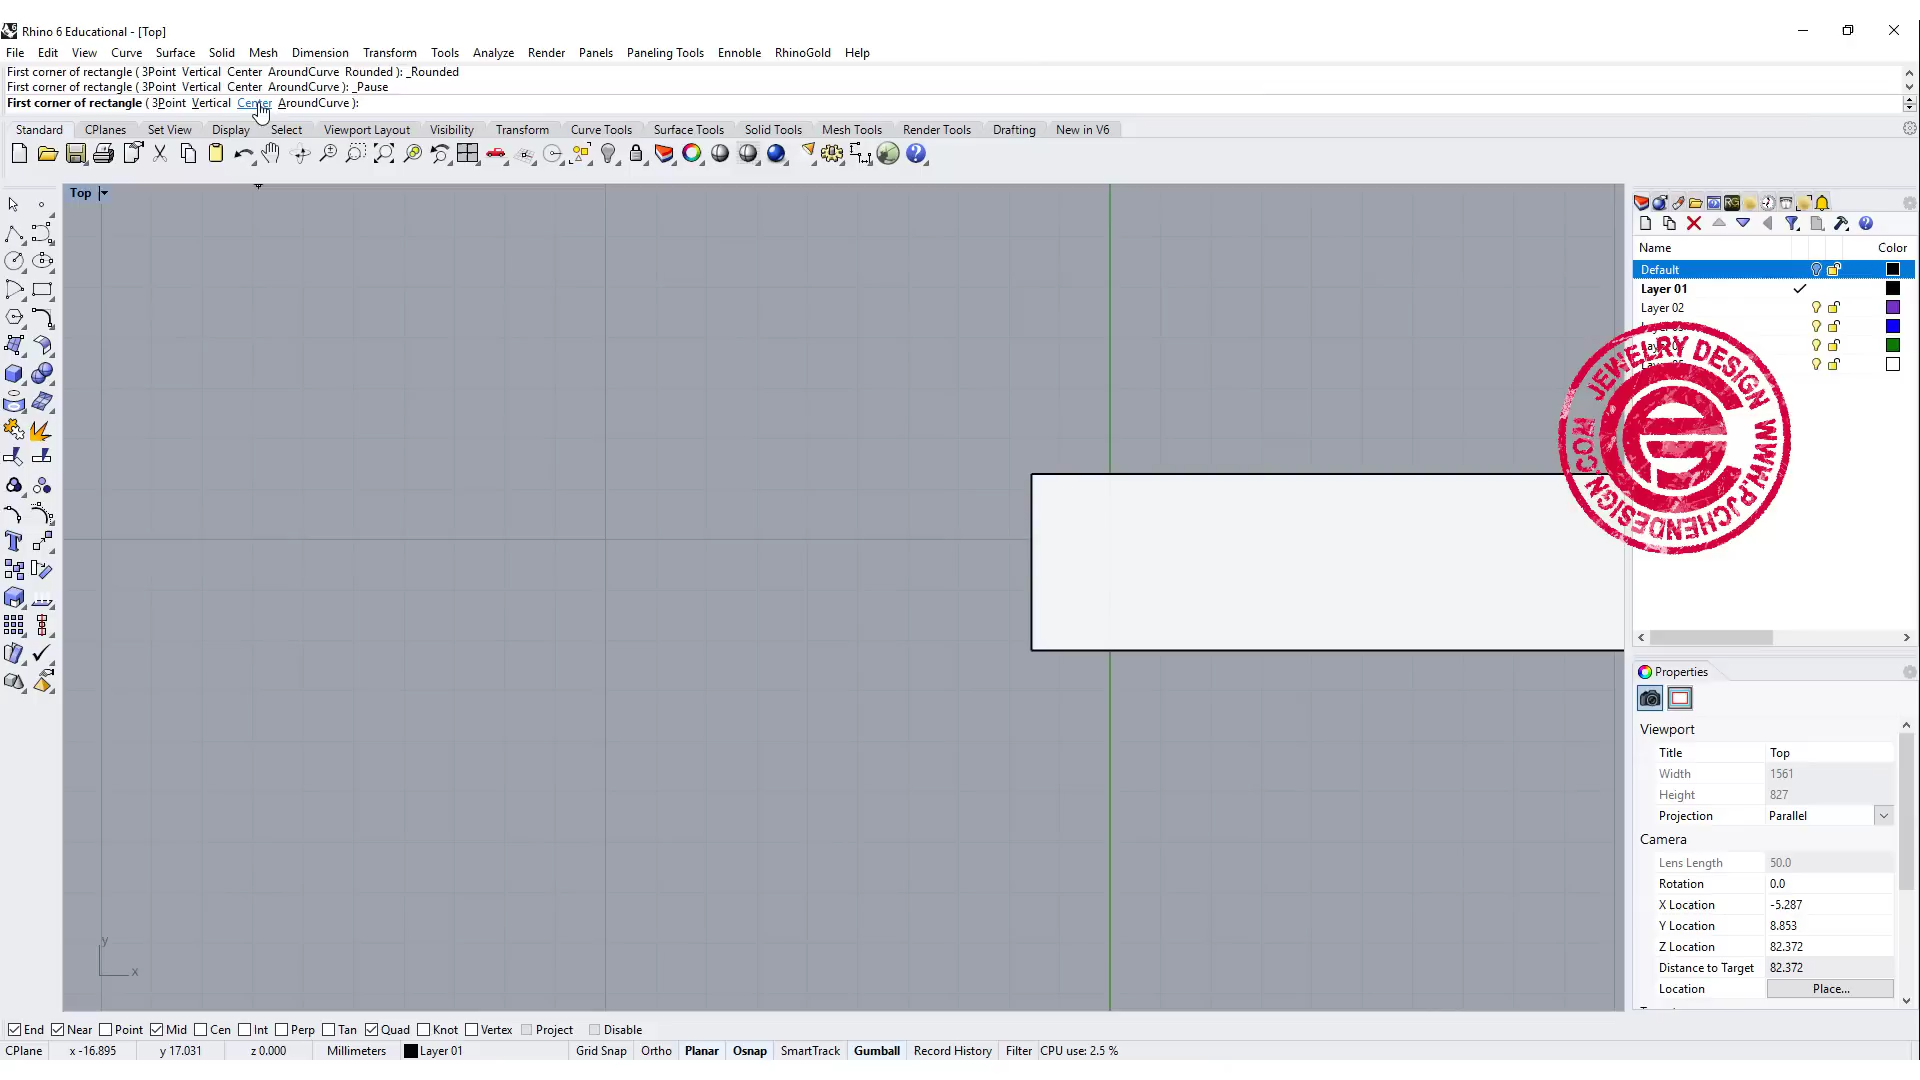 Rhino 6 Educational - [Top]
File Edit View Curve Surface Solid Mesh Dimension Transform Tools Analyze Render Panels Paneling Tools Ennoble RhinoGold Help
First corner of rectangle ( 3Point Vertical Center AroundCurve Rounded ): _Rounded
First corner of rectangle ( 3Point Vertical Center AroundCurve ): _Pause
First corner of rectangle ( 3Point Vertical Center AroundCurve ):
Standard CPlanes Set View Display Select Viewport Layout Visibility Transform Curve Tools Surface Tools Solid Tools Mesh Tools Render Tools Drafting New in V6
Top
Name Color
Default
Layer 01
Layer 02
JEWELRY DESIGN WWW.PJCHENDESIGN.COM
Properties
Viewport
Title Top
Width 1561
Height 827
Projection Parallel
Camera
Lens Length 50.0
Rotation 0.0
X Location -5.287
Y Location 8.853
Z Location 82.372
Distance to Target 82.372
Location Place...
y
x
End Near Point Mid Cen Int Perp Tan Quad Knot Vertex Project Disable
CPlane x -16.895 y 17.031 z 0.000 Millimeters Layer 01 Grid Snap Ortho Planar Osnap SmartTrack Gumball Record History Filter CPU use: 2.5 %